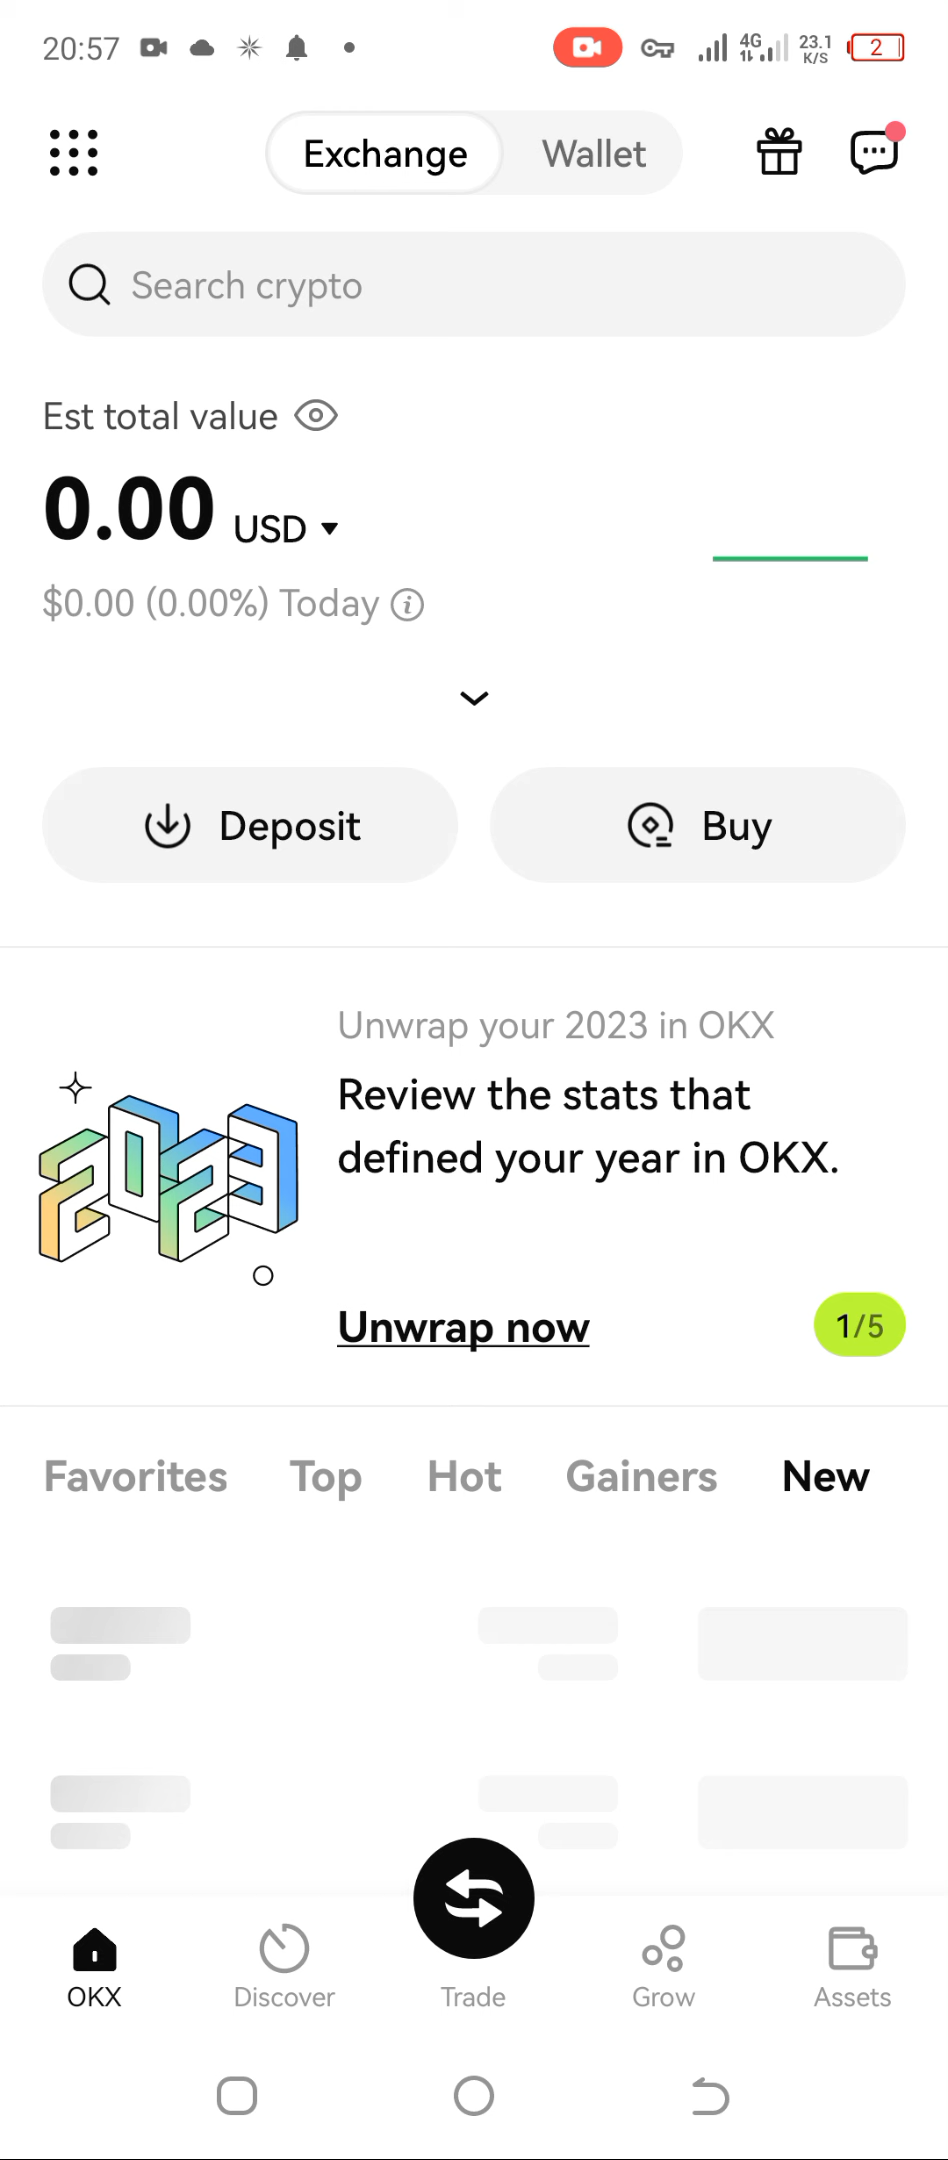 20:57 4G 23.1 K/S 2
Exchange Wallet
Search crypto
Est total value
0.00 USD
$0.00 (0.00%) Today
Deposit Buy
Unwrap your 2023 in OKX
Review the stats that
defined your year in OKX.
2023
Unwrap now 1/5
Favorites Top Hot Gainers New
OKX Discover Trade Grow Assets